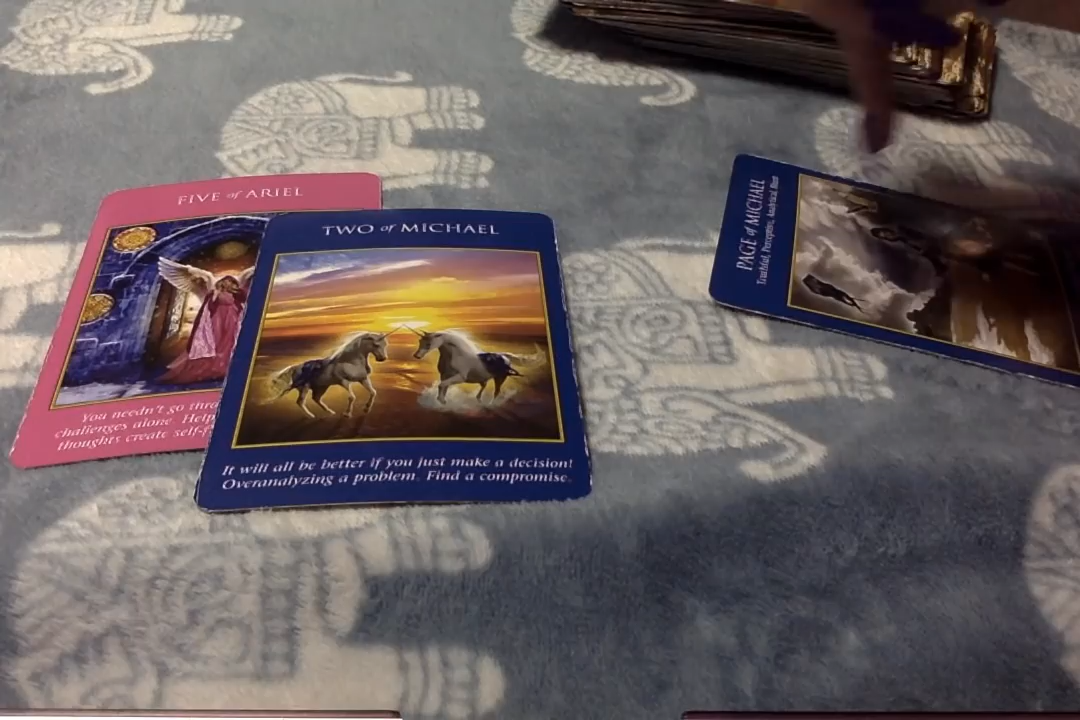 FIVE of ARIEL
You needn't go thro
challenges alone. Help
thoughts create self-f
TWO of MICHAEL
It will all be better if you just make a decision!
Overanalyzing a problem. Find a compromise.
PAGE of MICHAEL
Truthful, Perceptive, Analytical, Blunt